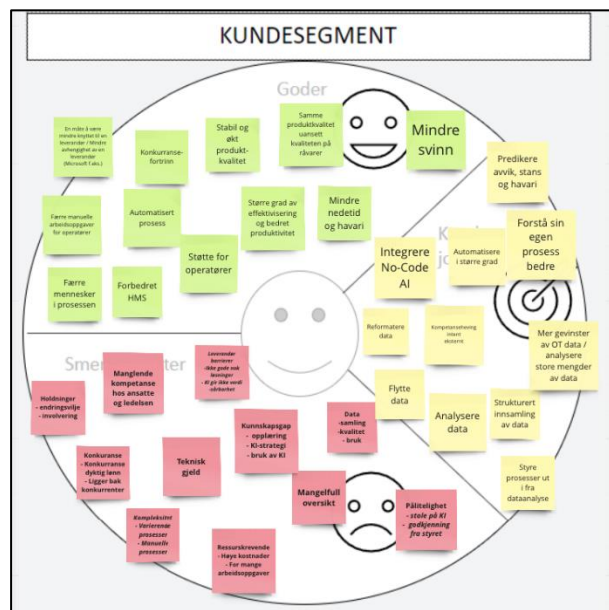 KUNDESEGMENT
Goder
En måte å være
mindre knyttet til en
leverandør / Mindre
avhengighet av en
leverandør
(Microsoft f.eks.)
Konkurranse-
fortrinn
Stabil og
økt
produkt-
kvalitet
Samme
produktkvalitet
uansett
kvaliteten på
råvarer
Mindre
svinn
Færre manuelle
arbeidsoppgaver
for operatører
Automatisert
prosess
Støtte for
operatører
Større grad av
effektivisering
og bedret
produktivitet
Mindre
nedetid
og havari
Færre
mennesker
i prosessen
Forbedret
HMS
Predikere
avvik, stans
og havari
Integrere
No-Code
AI
Automatisere
i større grad
Forstå sin
egen
prosess
bedre
Reformatere
data
Kompetanseheving
internt
eksternt
Mer gevinster
av OT data /
analysere
store mengder
av data
Flytte
data
Analysere
data
Strukturert
innsamling
av data
Styre
prosesser ut
i fra
dataanalyse
Holdninger
- endringsvilje
- involvering
Manglende
kompetanse
hos ansatte
og ledelsen
Leverandør
barrierer
-Ikke gode nok
løsninger
Kunnskapsgap
- opplæring
- KI-strategi
- bruk av KI
Data
-samling
-kvalitet
- bruk
Konkuranse
- Konkurranse
dyktig lønn
- Ligger bak
konkurrenter
Teknisk
gjeld
Mangelfull
oversikt
Pålitelighet
- stole på KI
- godkjenning
fra styret
Kompleksitet
- Varierende
prosesser
- Manuelle
prosesser
Ressurskrevende
- Høye kostnader
- For mange
arbeidsoppgaver